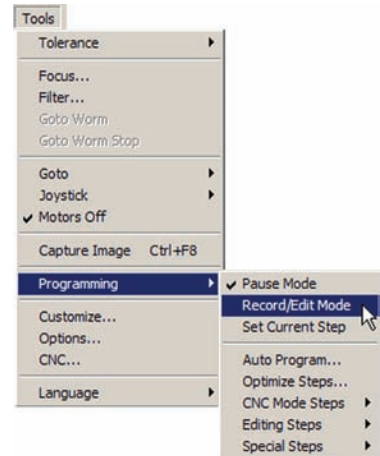 Tools
Tolerance
Focus...
Filter...
Goto Worm
Goto Worm Stop
Goto
Joystick
Motors Off
Capture Image Ctrl+F8
Programming
Customize...
Options...
CNC...
Language
Pause Mode
Record/Edit Mode
Set Current Step
Auto Program...
Optimize Steps...
CNC Mode Steps
Editing Steps
Special Steps